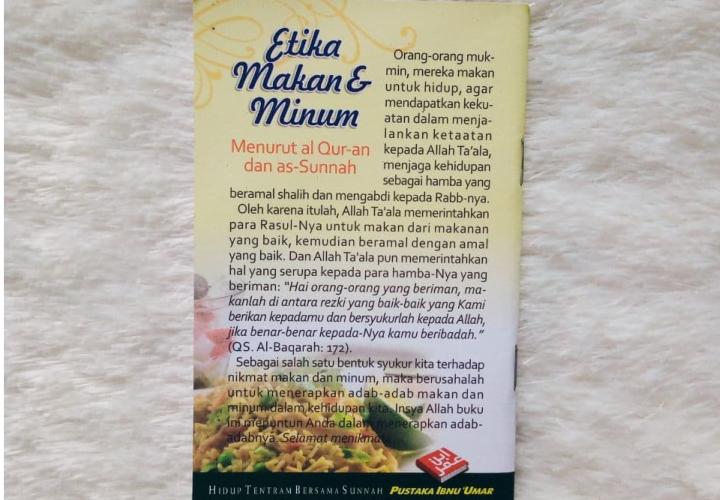 Etika
Makan &
Minum
Menurut al Qur-an
dan as-Sunnah
Orang-orang muk-
min, mereka makan
untuk hidup, agar
mendapatkan keku-
atan dalam menja-
lankan ketaatan
kepada Allah Ta'ala,
menjaga kehidupan
sebagai hamba yang
beramal shalih dan mengabdi kepada Rabb-nya.
Oleh karena itulah, Allah Ta'ala memerintahkan
para Rasul-Nya untuk makan dari makanan
yang baik, kemudian beramal dengan amal
yang baik. Dan Allah Ta'ala pun memerintahkan
hal yang serupa kepada para hamba-Nya yang
beriman: "Hai orang-orang yang beriman, ma-
kanlah di antara rezki yang baik-baik yang Kami
berikan kepadamu dan bersyukurlah kepada Allah,
jika benar-benar kepada-Nya kamu beribadah."
(QS. Al-Baqarah: 172).
Sebagai salah satu bentuk syukur kita terhadap
nikmat makan dan minum, maka berusahalah
untuk menerapkan adab-adab makan dan
minum dalam kehidupan kita. Insya Allah buku
ini menuntun Anda dalam menerapkan adab-
adabnya. Selamat menikmati
HIDUP TENTRAM BERSAMA SUNNAH PUSTAKA IBNU 'UMAR